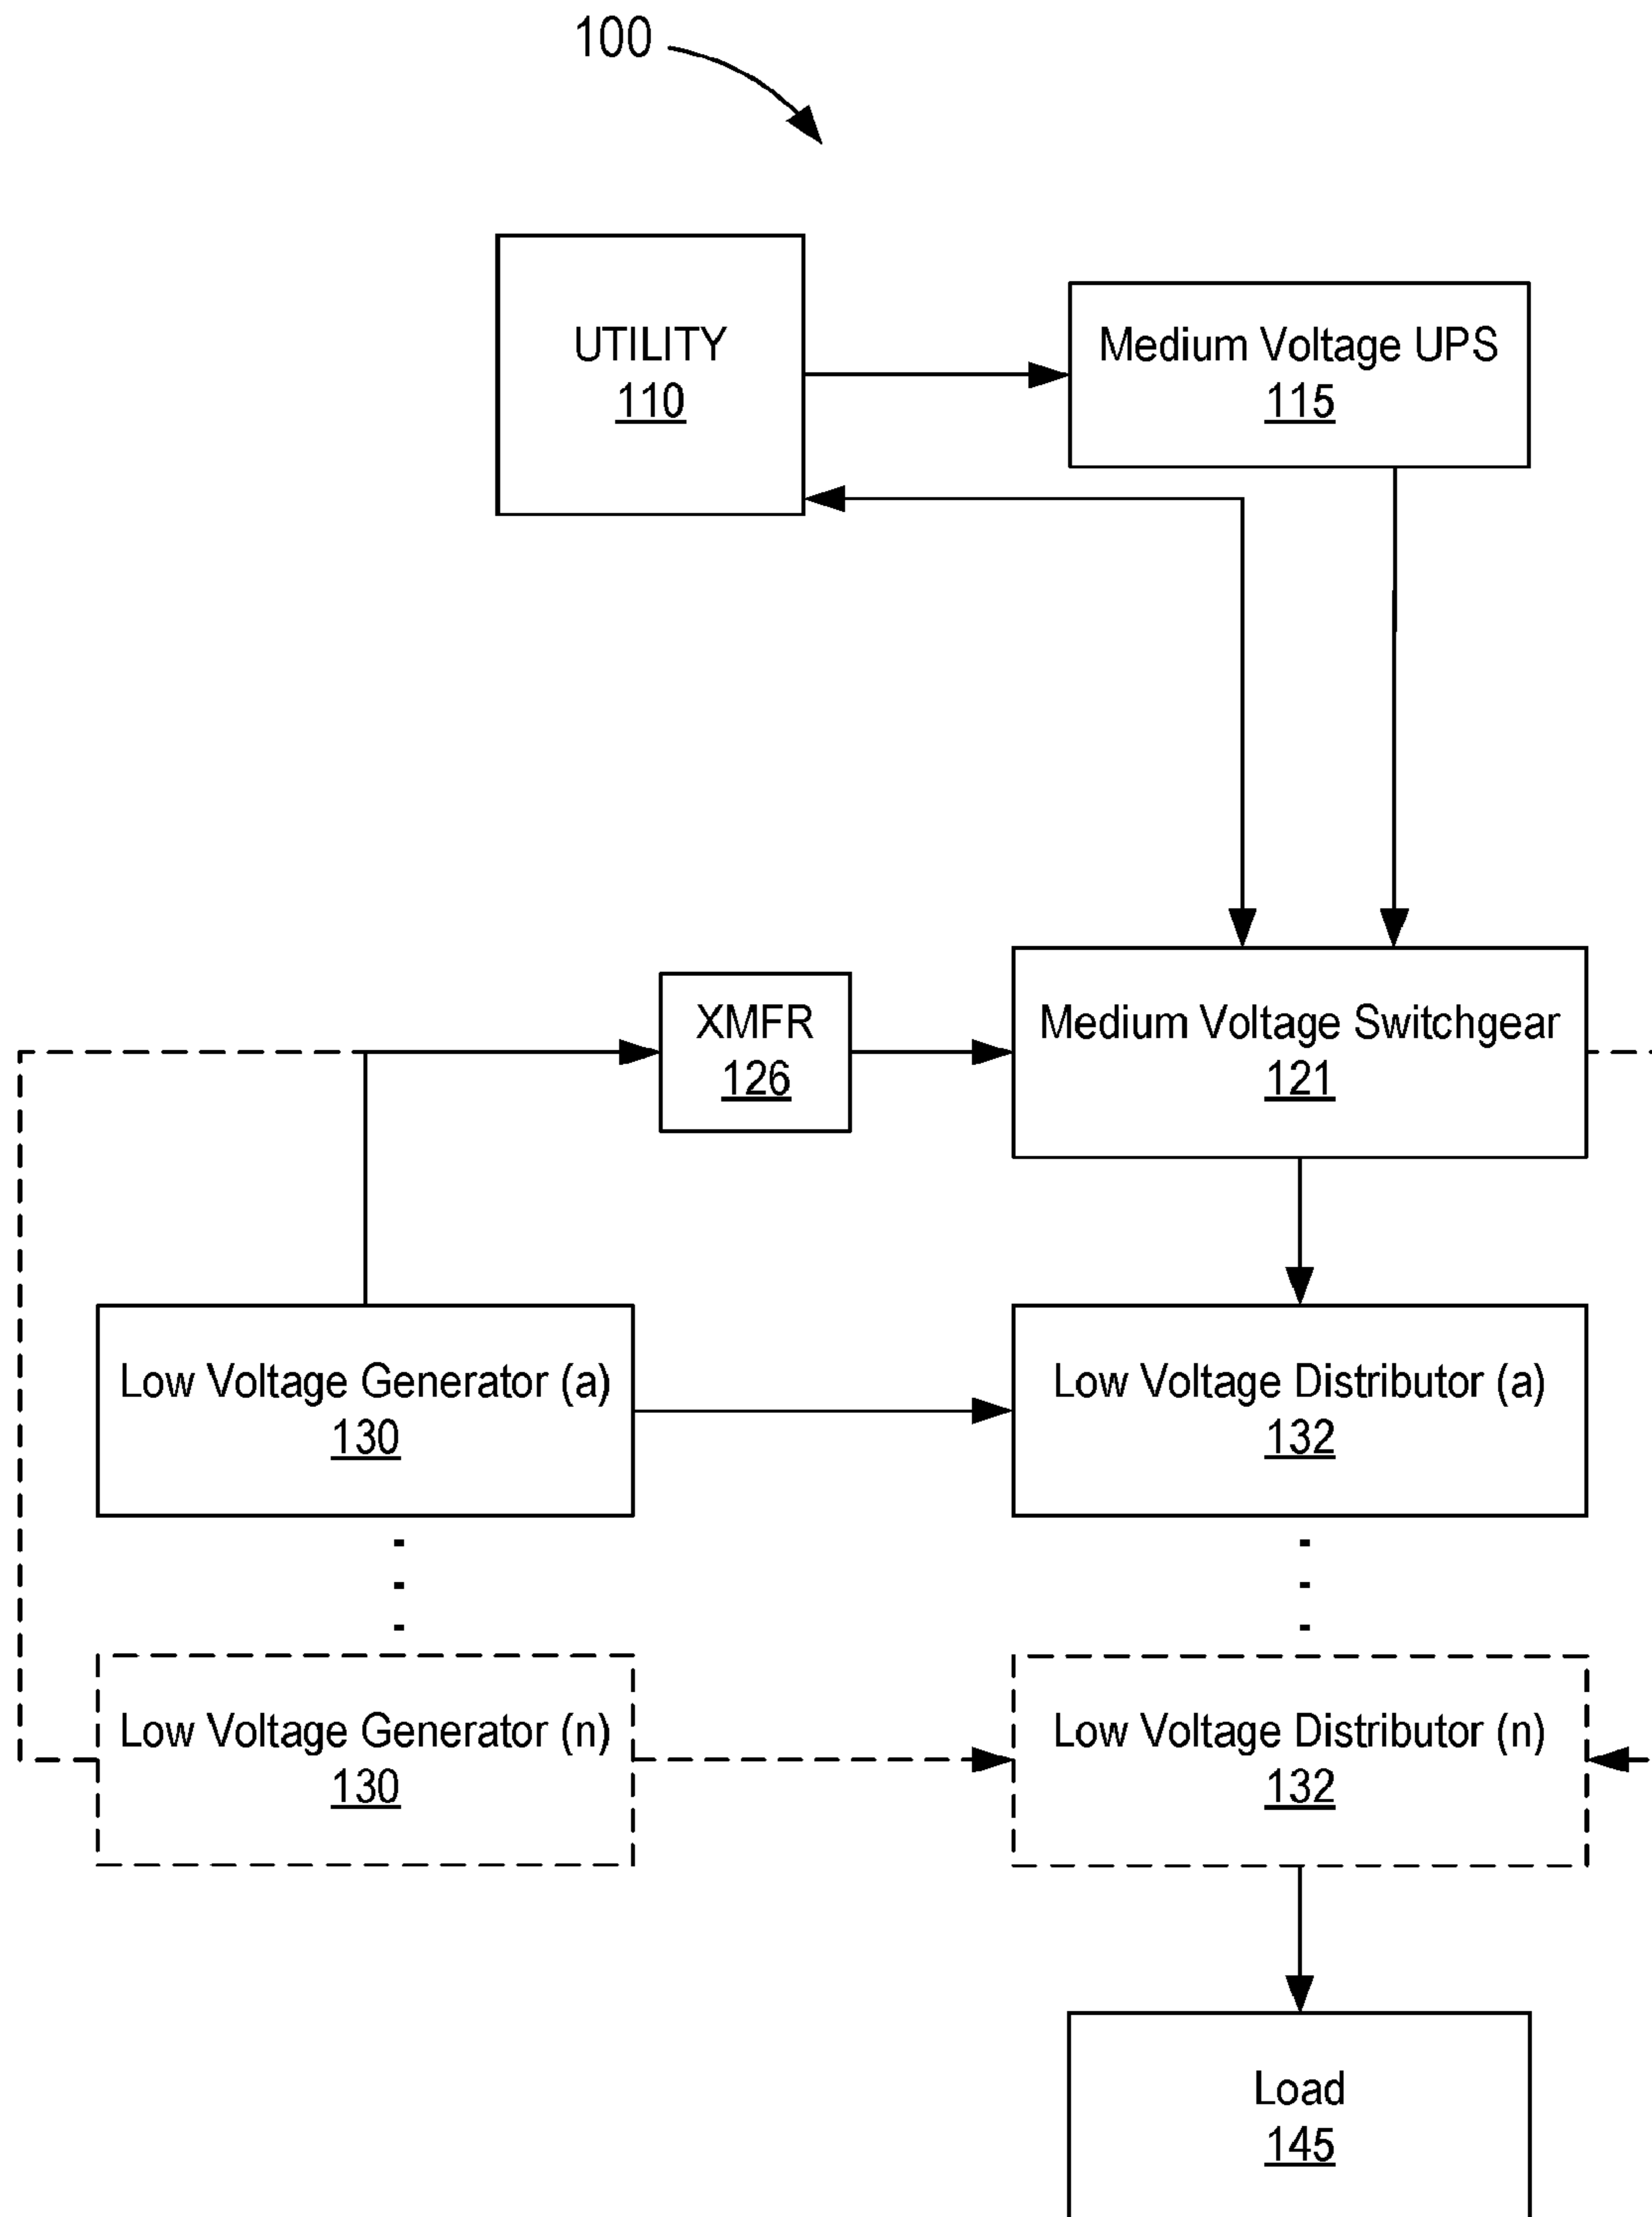 100
UTILITY
110
Medium Voltage UPS
115
XMFR
126
Medium Voltage Switchgear
121
Low Voltage Generator (a)
130
Low Voltage Distributor (a)
132
Low Voltage Generator (n)
130
Low Voltage Distributor (n)
132
Load
145